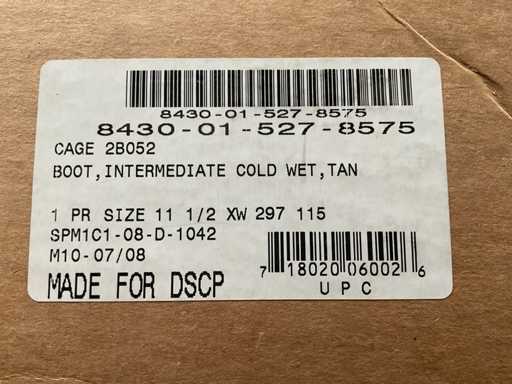 8430-01-527-8575
8430-01-527-8575
CAGE 2B052
BOOT,INTERMEDIATE COLD WET,TAN
1 PR SIZE 11 1/2 XW 297 115
SPM1C1-08-D-1042
M10-07/08
MADE FOR DSCP
7 18020 06002 6
UPC